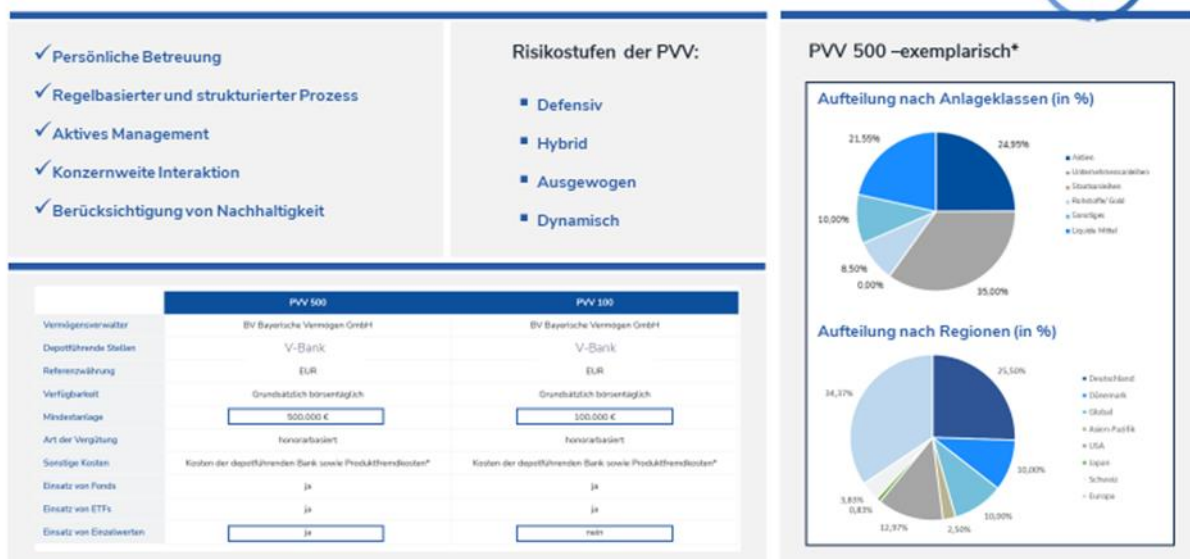 ✓ Persönliche Betreuung
✓ Regelbasierter und strukturierter Prozess
✓ Aktives Management
✓ Konzernweite Interaktion
✓ Berücksichtigung von Nachhaltigkeit
Risikostufen der PVV:
▪ Defensiv
▪ Hybrid
▪ Ausgewogen
▪ Dynamisch
PVV 500 PVV 100
Vermögensverwalter BV Bayerische Vermögen GmbH BV Bayerische Vermögen GmbH
Depotführende Stellen V-Bank V-Bank
Referenzwährung EUR EUR
Verfügbarkeit Grundsätzlich börsentäglich Grundsätzlich börsentäglich
Mindestanlage 500.000 € 100.000 €
Art der Vergütung honorarbasiert honorarbasiert
Sonstige Kosten Kosten der depotführenden Bank sowie Produktfremdkosten* Kosten der depotführenden Bank sowie Produktfremdkosten*
Einsatz von Fonds ja ja
Einsatz von ETFs ja ja
Einsatz von Einzelwerten ja nein
PVV 500 –exemplarisch*
Aufteilung nach Anlageklassen (in %)
21,55%
24,95%
10,00%
8,50%
0,00%
35,00%
Aktien
Unternehmensanleihen
Staatsanleihen
Rohstoffe/ Gold
Sonstiges
Liquide Mittel
Aufteilung nach Regionen (in %)
34,37%
25,50%
10,00%
10,00%
2,50%
12,97%
0,83%
3,83%
Deutschland
Dänemark
Global
Asien-Pazifik
USA
Japan
Schweiz
Europa